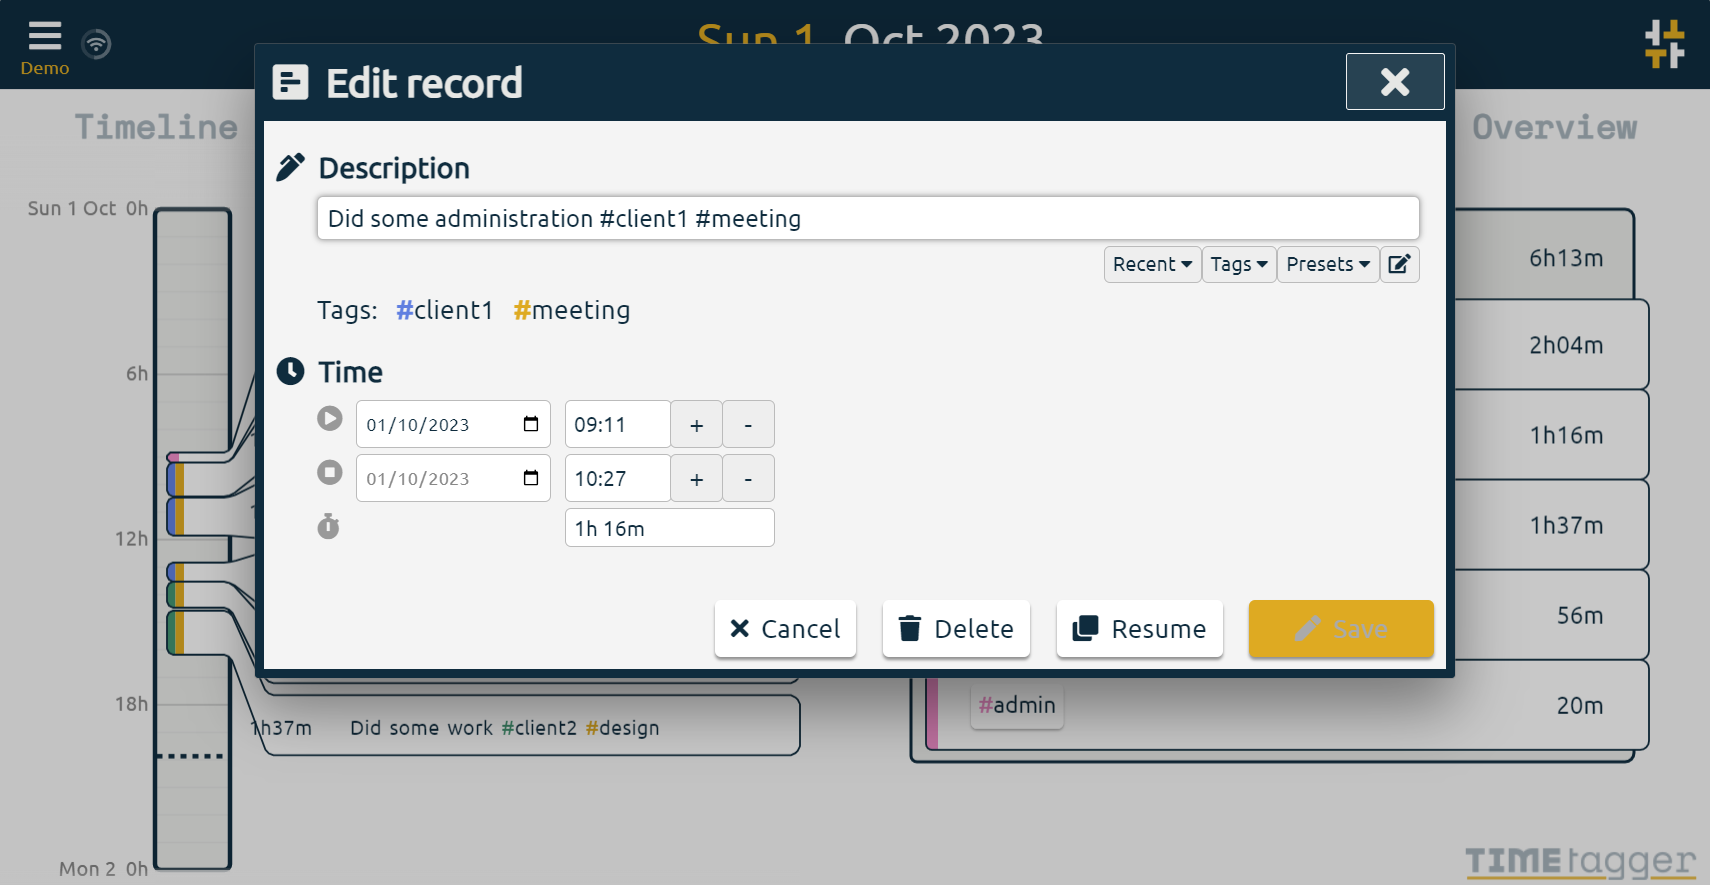 Sun 1 Oct 2023
Demo
Edit record
Timeline
Overview
Description
Did some administration #client1 #meeting
Sun 1 Oct 0h
Recent Tags Presets
6h13m
Tags: #client1 #meeting
2h04m
Time
6h
01/10/2023 09:11 + -
1h16m
01/10/2023 10:27 + -
1h 16m
1h37m
12h
56m
Cancel Delete Resume Save
18h
#admin 20m
1h37m Did some work #client2 #design
Mon 2 0h
TIMEtagger